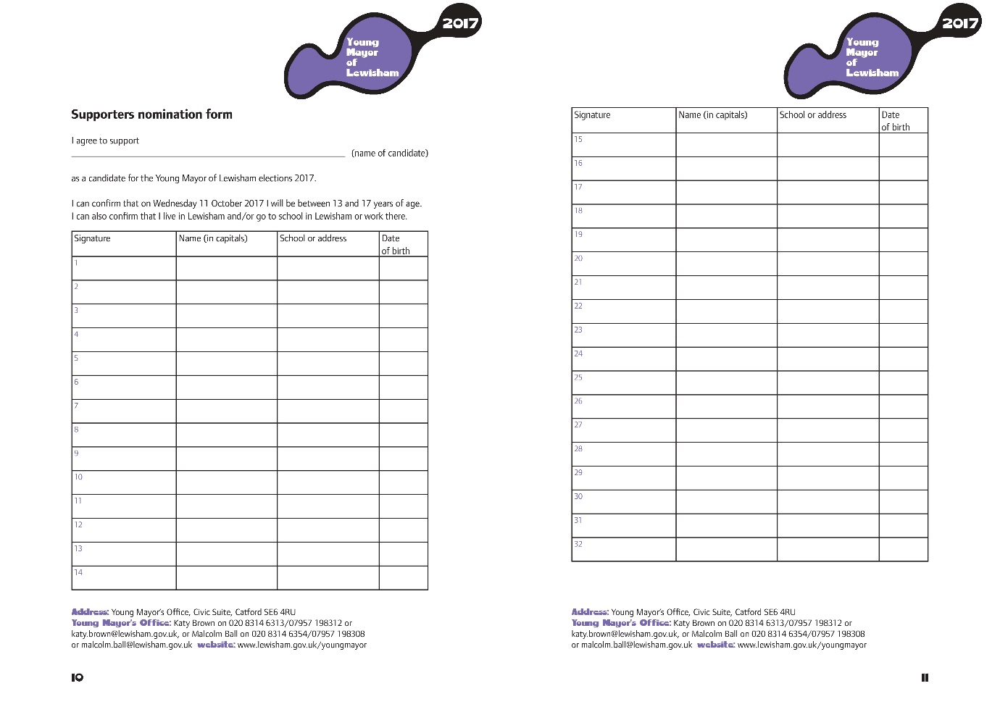 Young
Mayor
of
Lewisham
2017
Supporters nomination form
I agree to support
(name of candidate)
as a candidate for the Young Mayor of Lewisham elections 2017.
I can confirm that on Wednesday 11 October 2017 I will be between 13 and 17 years of age.
I can also confirm that I live in Lewisham and/or go to school in Lewisham or work there.
Signature Name (in capitals) School or address Date
of birth
1
2
3
4
5
6
7
8
9
10
11
12
13
14
Address: Young Mayor's Office, Civic Suite, Catford SE6 4RU
Young Mayor's Office: Katy Brown on 020 8314 6313/07957 198312 or
katy.brown@lewisham.gov.uk, or Malcolm Ball on 020 8314 6354/07957 198308
or malcolm.ball@lewisham.gov.uk website: www.lewisham.gov.uk/youngmayor
10
Young
Mayor
of
Lewisham
2017
Signature Name (in capitals) School or address Date
of birth
15
16
17
18
19
20
21
22
23
24
25
26
27
28
29
30
31
32
Address: Young Mayor's Office, Civic Suite, Catford SE6 4RU
Young Mayor's Office: Katy Brown on 020 8314 6313/07957 198312 or
katy.brown@lewisham.gov.uk, or Malcolm Ball on 020 8314 6354/07957 198308
or malcolm.ball@lewisham.gov.uk website: www.lewisham.gov.uk/youngmayor
11